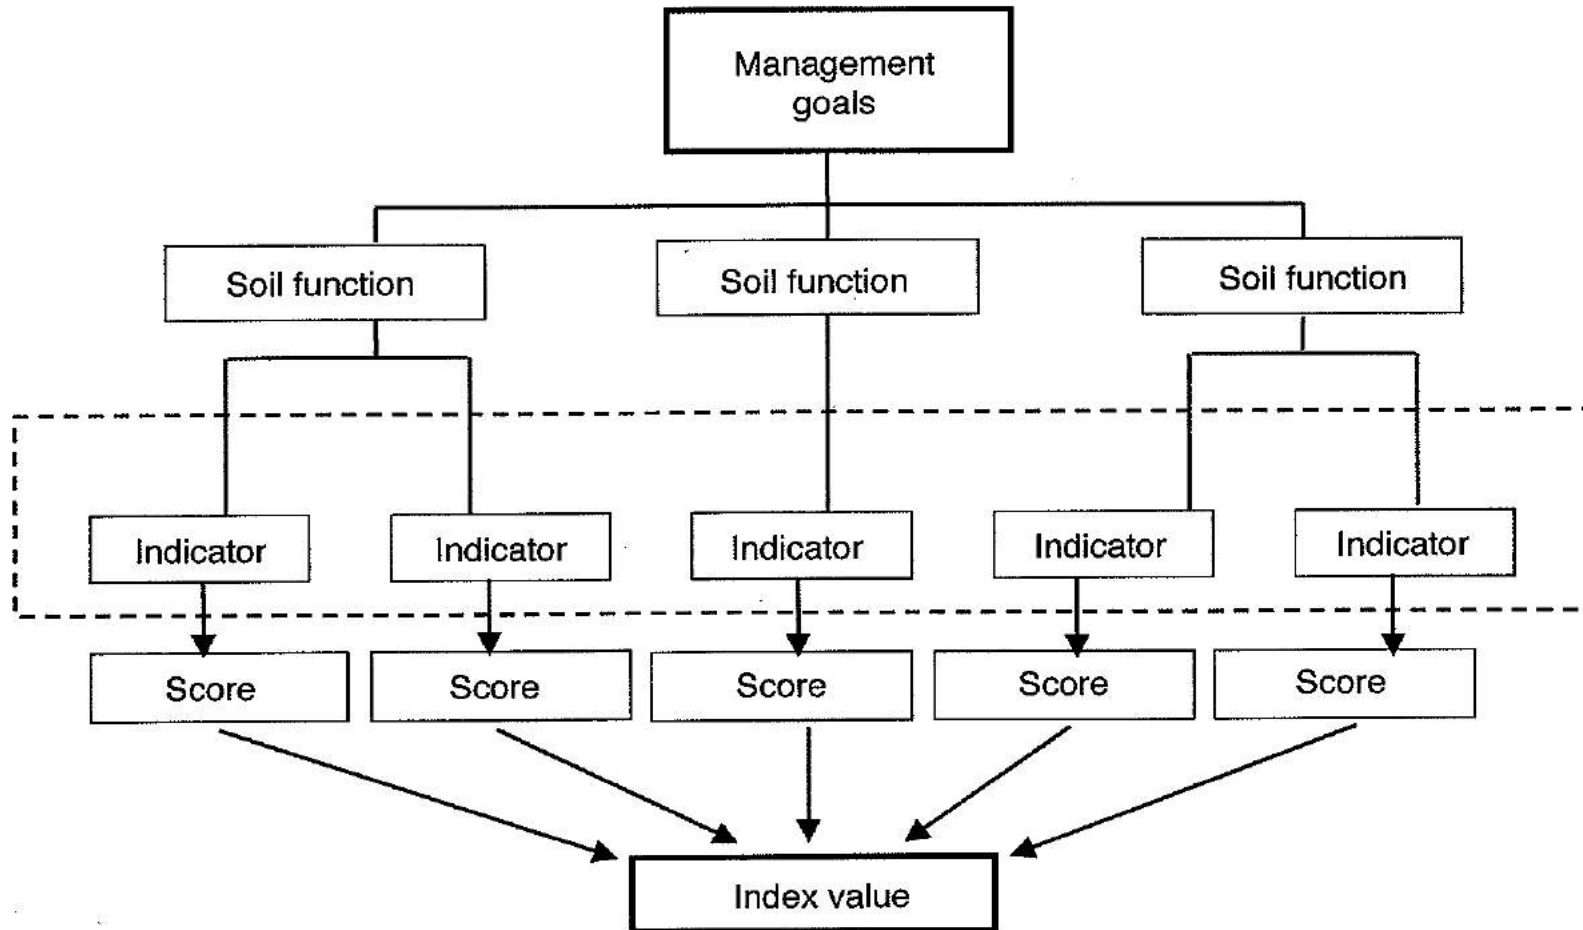 Management
goals
Soil function
Soil function
Soil function
Indicator
Indicator
Indicator
Indicator
Indicator
Score
Score
Score
Score
Score
Index value